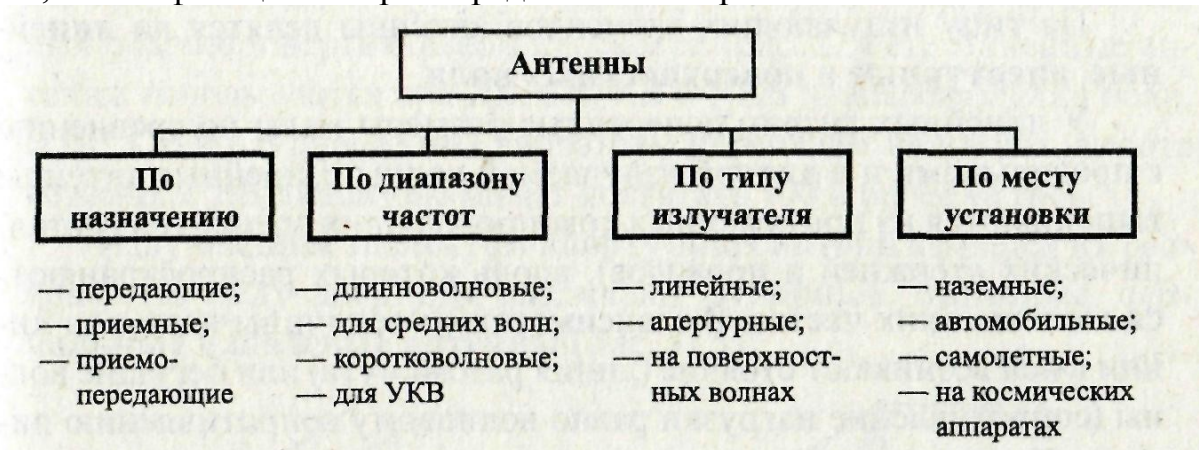 Антенны
По
назначению
По диапазону
частот
По типу
излучателя
По месту
установки
— передающие;
— приемные;
— приемо-
передающие
— длинноволновые;
— для средних волн;
— коротковолновые;
— для УКВ
— линейные;
— апертурные;
— на поверхност-
ных волнах
— наземные;
— автомобильные;
— самолетные;
— на космических
аппаратах